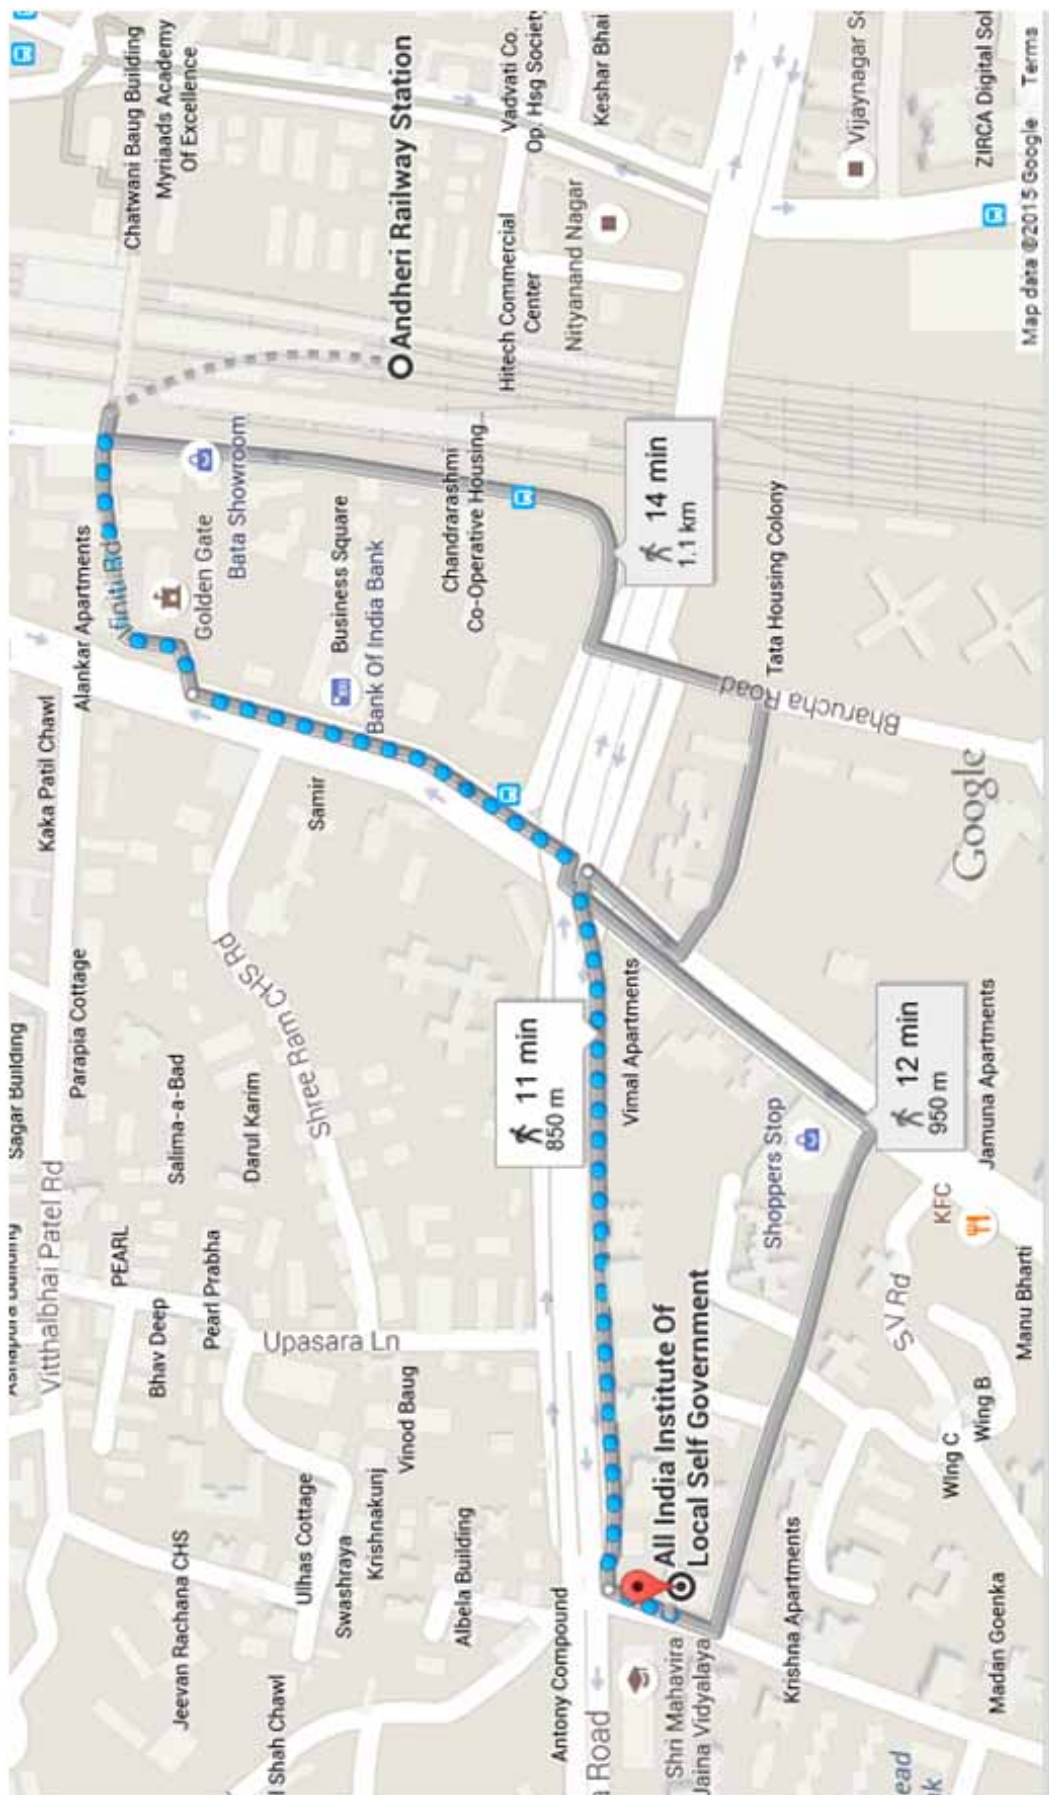 Chatwani Baug Building
Myriaads Academy
Of Excellence
Andheri Railway Station
Vadvati Co.
Op. Hsg Society
Keshar Bhai
Vijaynagar
ZIRCA Digital Sol
Map data ©2015 Google
Terms
Hitech Commercial
Center
Nityanand Nagar
Kaka Patil Chawl
Alankar Apartments
Infiniti Rd
Golden Gate
Bata Showroom
Business Square
Bank Of India Bank
Samir
Chandrarashmi
Co-Operative Housing...
14 min
1.1 km
Tata Housing Colony
Bharucha Road
Google
Sagar Building
Parapia Cottage
Vitthalbhai Patel Rd
Salima-a-Bad
Darul Karim
Shree Ram CHS Rd
11 min
850 m
Vimal Apartments
12 min
950 m
Jamuna Apartments
Shoppers Stop
KFC
S.V.Rd
Manu Bharti
PEARL
Pearl Prabha
Bhav Deep
Upasara Ln
Vinod Baug
Krishnakunj
Ulhas Cottage
Swashraya
Albela Building
All India Institute Of
Local Self Government
Wing B
Wing C
Jeevan Rachana CHS
Shah Chawl
Antony Compound
Road
Shri Mahavira
Jaina Vidyalaya
Krishna Apartments
Madan Goenka